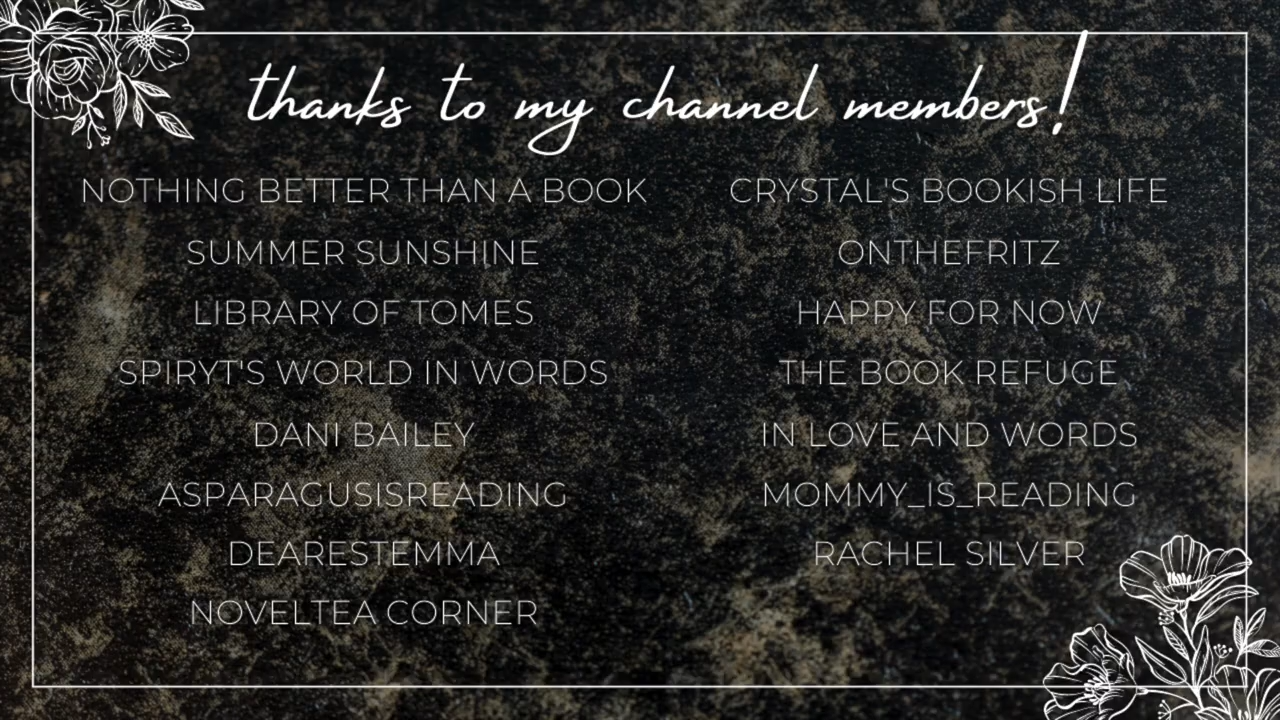 thanks to my channel members!
NOTHING BETTER THAN A BOOK
SUMMER SUNSHINE
LIBRARY OF TOMES
SPIRYT'S WORLD IN WORDS
DANI BAILEY
ASPARAGUSISREADING
DEARESTEMMA
NOVELTEA CORNER
CRYSTAL'S BOOKISH LIFE
ONTHEFRITZ
HAPPY FOR NOW
THE BOOK REFUGE
IN LOVE AND WORDS
MOMMY_IS_READING
RACHEL SILVER